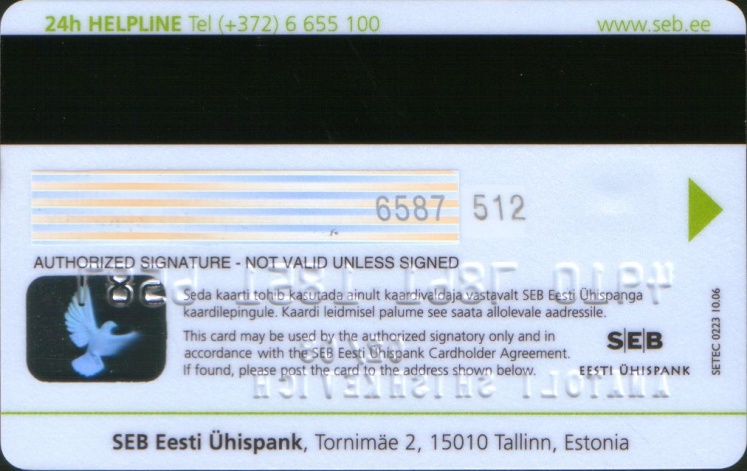 24h HELPLINE Tel (+372) 6 655 100
www.seb.ee
6587 512
AUTHORIZED SIGNATURE - NOT VALID UNLESS SIGNED
Seda kaarti tohib kasutada ainult kaardivaldaja vastavalt SEB Eesti Ühispanga
kaardilepingule. Kaardi leidmisel palume see saata allolevale aadressile.
This card may be used by the authorized signatory only and in
accordance with the SEB Eesti Ühispank Cardholder Agreement.
If found, please post the card to the address shown below.
SEB
EESTI ÜHISPANK
SETEC 0223 10.06
ANATOLI SHISHKEVICH
SEB Eesti Ühispank, Tornimäe 2, 15010 Tallinn, Estonia